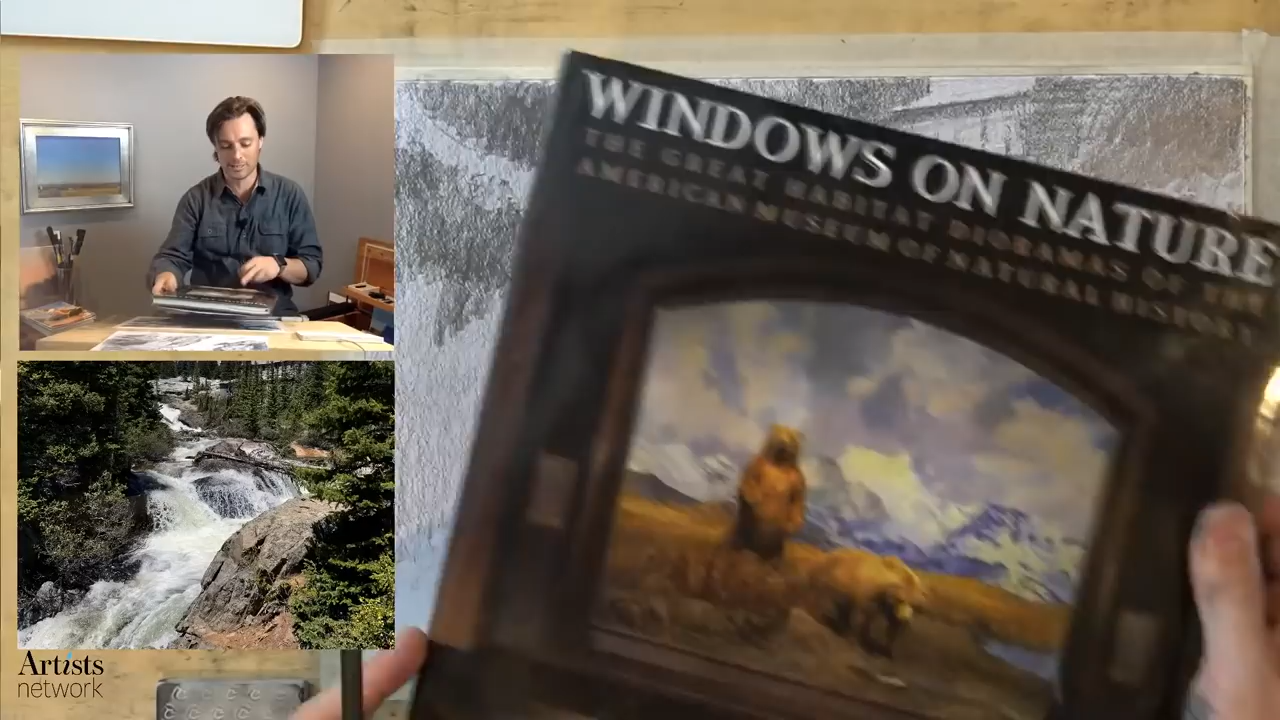 WINDOWS ON NATURE
THE GREAT HABITAT DIORAMAS OF THE
AMERICAN MUSEUM OF NATURAL HISTORY
Artists
network